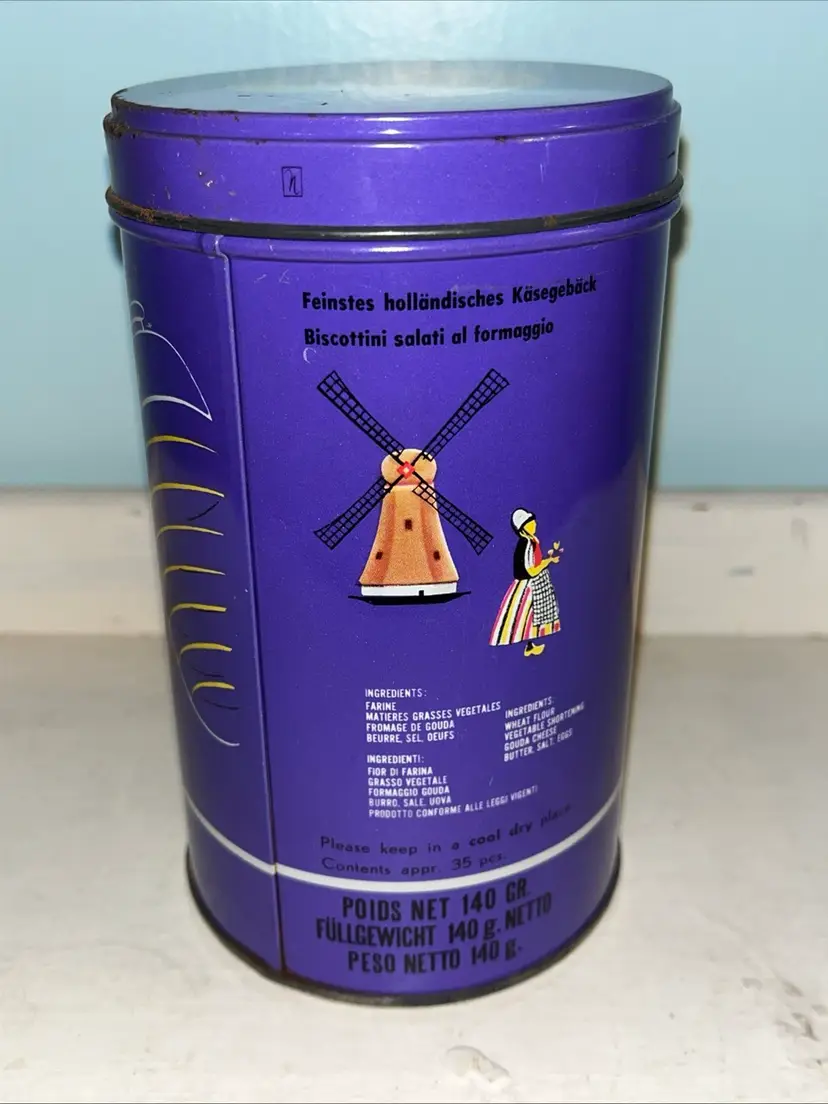 n
Feinstes holländisches Käsegebäck
Biscottini salati al formaggio
INGREDIENTS:
FARINE
MATIERES GRASSES VEGETALES
FROMAGE DE GOUDA
BEURRE, SEL, OEUFS
INGREDIENTS:
WHEAT FLOUR
VEGETABLE SHORTENING
GOUDA CHEESE
BUTTER, SALT, EGGS
INGREDIENTI:
FIOR DI FARINA
GRASSO VEGETALE
FORMAGGIO GOUDA
BURRO, SALE, UOVA
PRODOTTO CONFORME ALLE LEGGI VIGENTI
Please keep in a cool dry place
Contents appr. 35 pcs.
POIDS NET 140 GR.
FÜLLGEWICHT 140 g. NETTO
PESO NETTO 140 g.